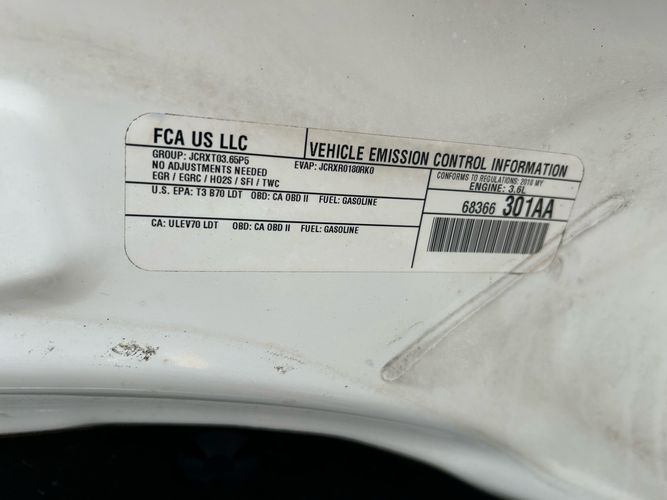 FCA US LLC
VEHICLE EMISSION CONTROL INFORMATION
GROUP: JCRXT03.65P5
EVAP: JCRXR0180RK0
NO ADJUSTMENTS NEEDED
EGR / EGRC / HO2S / SFI / TWC
CONFORMS TO REGULATIONS: 2018 MY
ENGINE: 3.6L
U.S. EPA: T3 B70 LDT OBD: CA OBD II FUEL: GASOLINE
68366 301AA
CA: ULEV70 LDT OBD: CA OBD II FUEL: GASOLINE